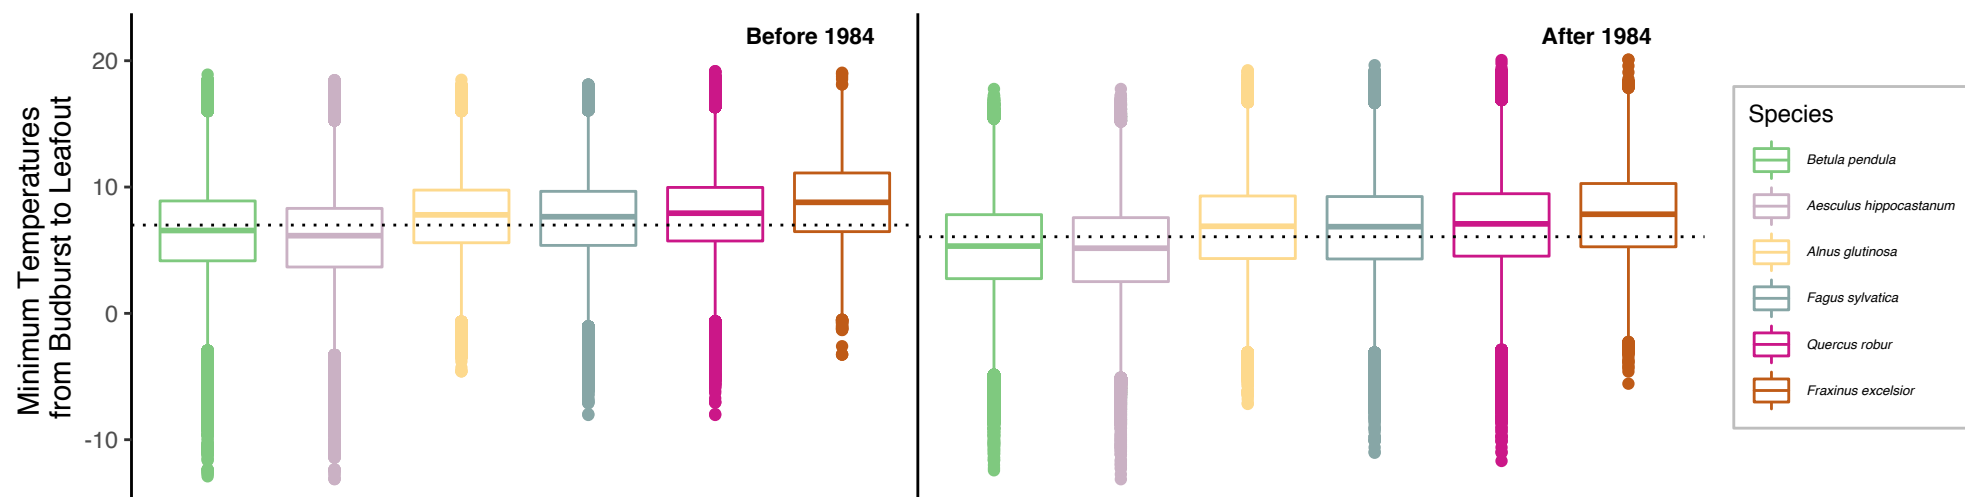 Before 1984
After 1984
Minimum Temperatures
from Budburst to Leafout
20
10
0
-10
Species
Betula pendula
Aesculus hippocastanum
Alnus glutinosa
Fagus sylvatica
Quercus robur
Fraxinus excelsior